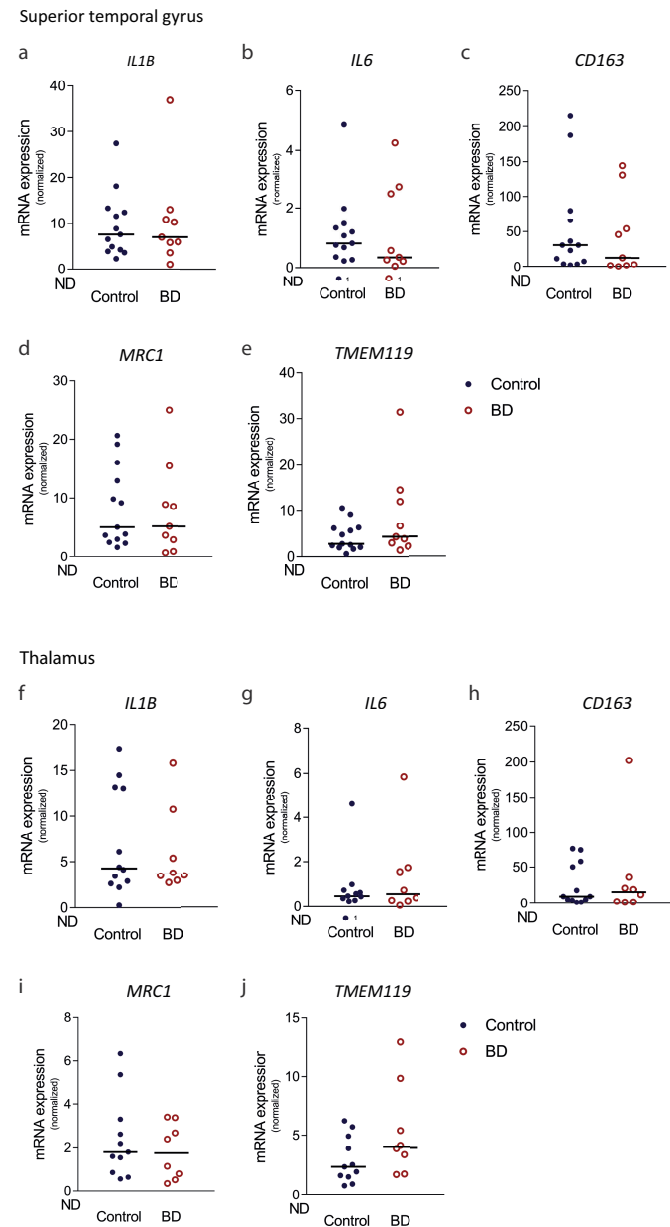 Superior temporal gyrus
a
IL1B
mRNA expression
(normalized)
40
30
20
10
0
ND
Control
BD
b
IL6
mRNA expression
(normalized)
6
4
2
0
ND
1
1
Control
BD
c
CD163
mRNA expression
(normalized)
250
200
150
100
50
0
ND
Control
BD
d
MRC1
mRNA expression
(normalized)
30
20
10
0
ND
Control
BD
e
TMEM119
mRNA expression
(normalized)
40
30
20
10
0
ND
Control
BD
Control
BD
Thalamus
f
IL1B
mRNA expression
(normalized)
20
15
10
5
0
ND
Control
BD
g
IL6
mRNA expression
(normalized)
8
6
4
2
0
ND
1
Control
BD
h
CD163
mRNA expression
(normalized)
250
200
150
100
50
0
ND
Control
BD
i
MRC1
mRNA expression
(normalized)
8
6
4
2
0
ND
Control
BD
j
TMEM119
mRNA expression
(normalized)
15
10
5
0
ND
Control
BD
Control
BD